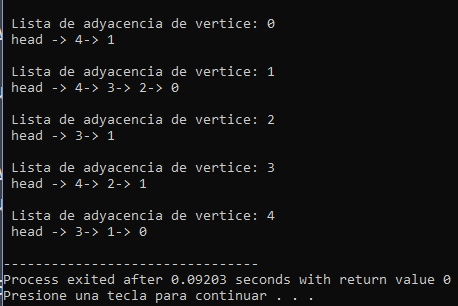 Lista de adyacencia de vertice: 0
head -> 4-> 1
Lista de adyacencia de vertice: 1
head -> 4-> 3-> 2-> 0
Lista de adyacencia de vertice: 2
head -> 3-> 1
Lista de adyacencia de vertice: 3
head -> 4-> 2-> 1
Lista de adyacencia de vertice: 4
head -> 3-> 1-> 0
--------------------------------
Process exited after 0.09203 seconds with return value 0
Presione una tecla para continuar . . .